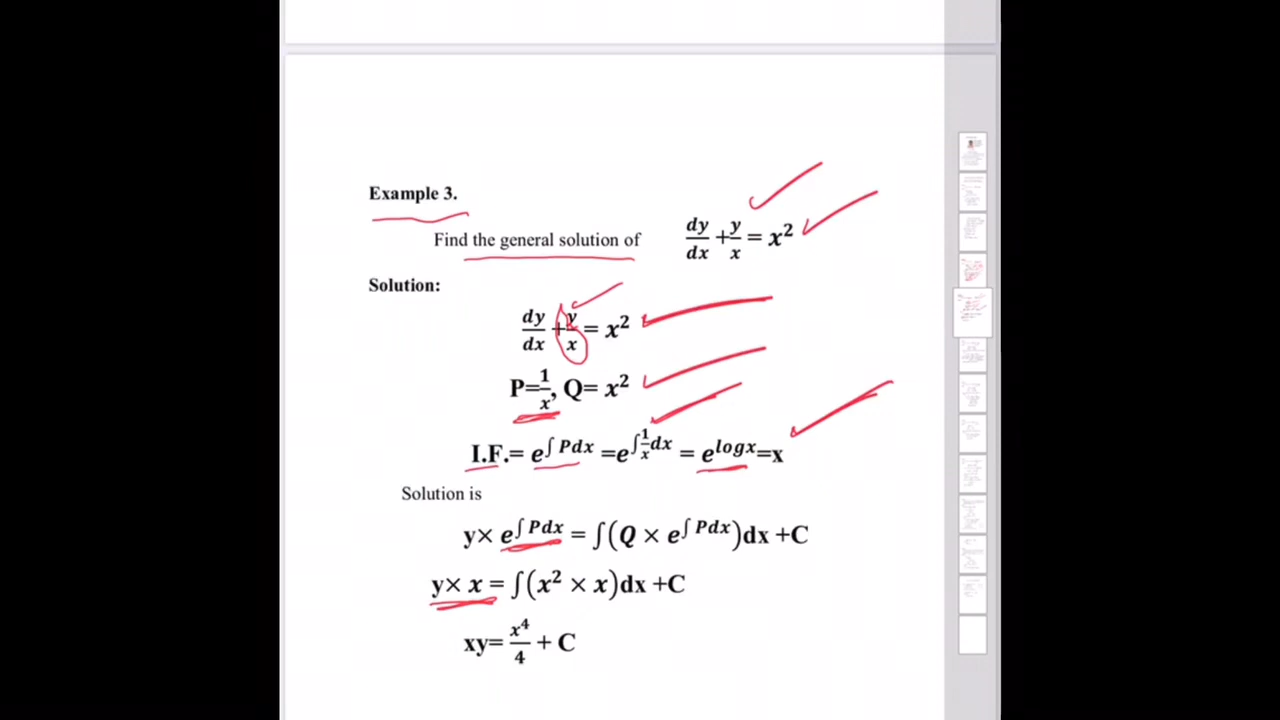 Example 3.
Find the general solution of dy/dx + y/x = x²
Solution:
dy/dx + y/x = x²
P=1/x, Q= x²
I.F.= e^∫Pdx =e^∫1/x dx = e^logx=x
Solution is
y× e^∫Pdx = ∫(Q × e^∫Pdx)dx +C
y× x = ∫(x² × x)dx +C
xy= x⁴/4 + C